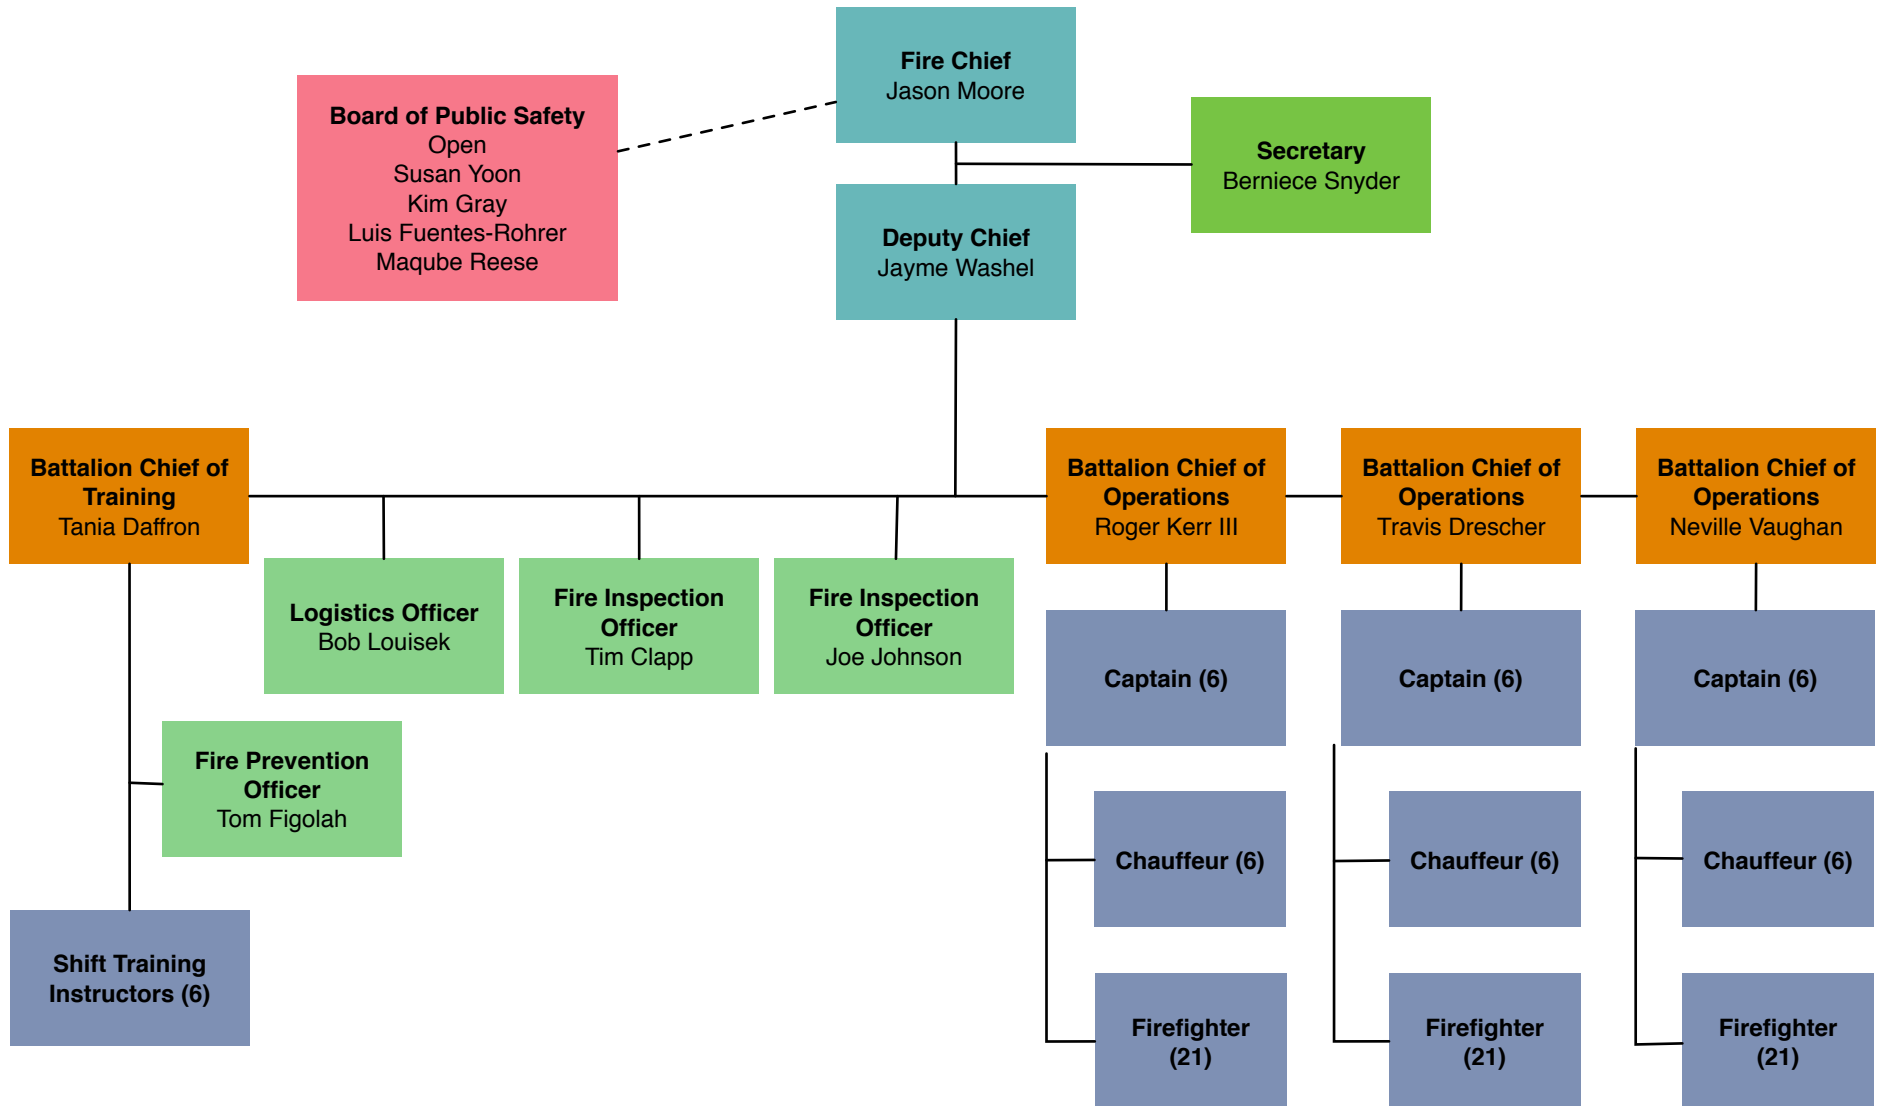 Fire Chief
Jason Moore
Board of Public Safety
Open
Susan Yoon
Kim Gray
Luis Fuentes-Rohrer
Maqube Reese
Secretary
Berniece Snyder
Deputy Chief
Jayme Washel
Battalion Chief of
Training
Tania Daffron
Battalion Chief of
Operations
Roger Kerr III
Battalion Chief of
Operations
Travis Drescher
Battalion Chief of
Operations
Neville Vaughan
Logistics Officer
Bob Louisek
Fire Inspection
Officer
Tim Clapp
Fire Inspection
Officer
Joe Johnson
Captain (6)
Captain (6)
Captain (6)
Fire Prevention
Officer
Tom Figolah
Chauffeur (6)
Chauffeur (6)
Chauffeur (6)
Shift Training
Instructors (6)
Firefighter
(21)
Firefighter
(21)
Firefighter
(21)